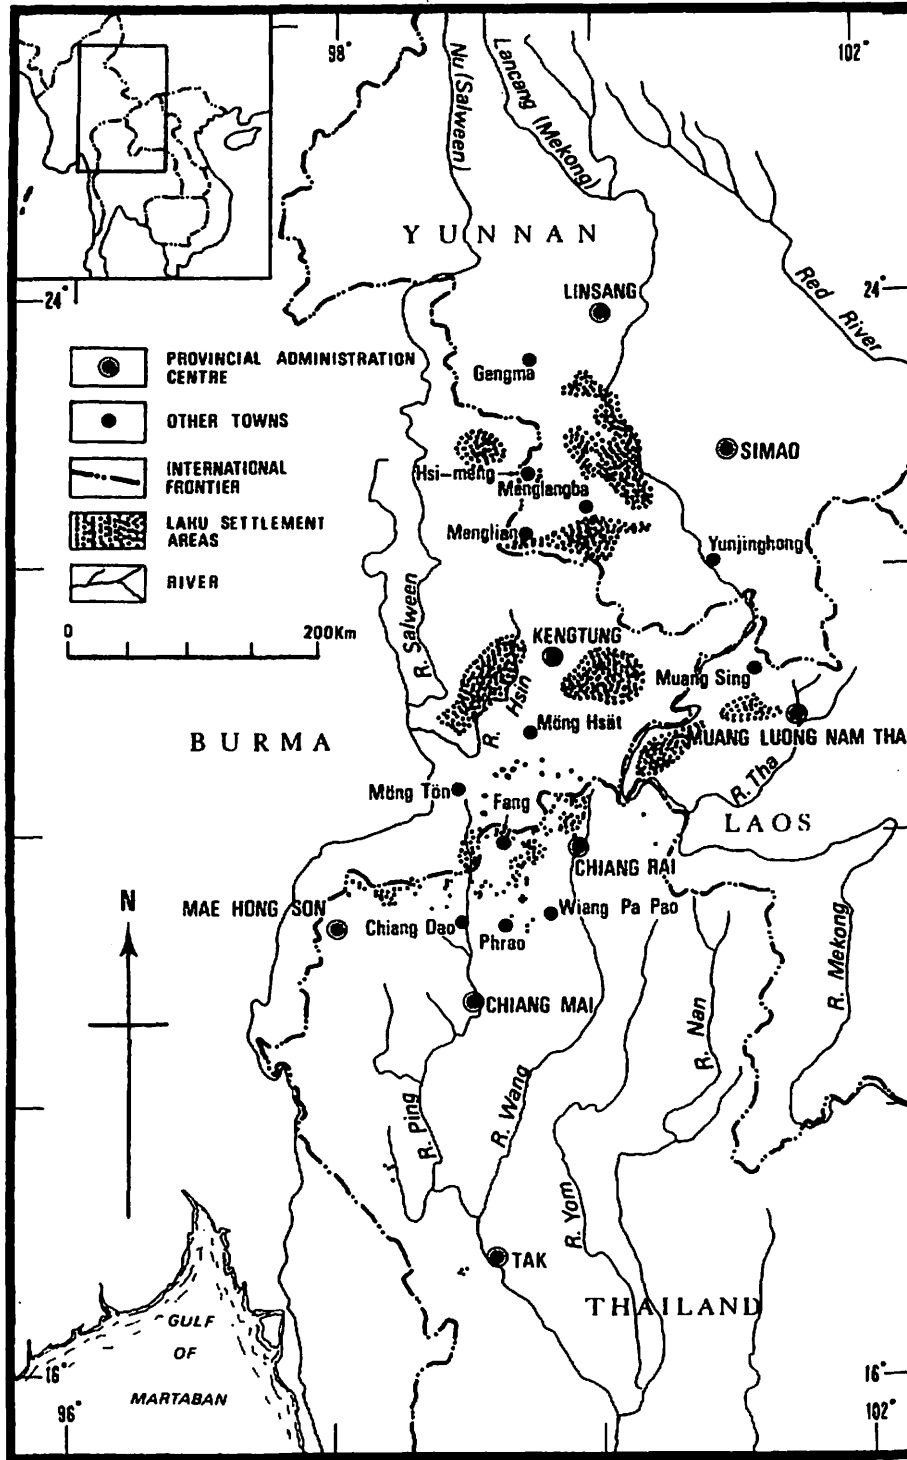 98°
102°
Nu (Salween)
Lancang (Mekong)
YUNNAN
Red River
24°
24°
LINSANG
PROVINCIAL ADMINISTRATION
CENTRE
Gengma
OTHER TOWNS
SIMAO
INTERNATIONAL
FRONTIER
Hsi-meng
Menglangba
LAHU SETTLEMENT
AREAS
Menglian
Yunjinghong
RIVER
0
200Km
R. Salween
KENGTUNG
Muang Sing
R. Hsin
Möng Hsät
MUANG LUONG NAM THA
BURMA
R. Tha
Möng Tön
Fang
LAOS
CHIANG RAI
N
MAE HONG SON
Chiang Dao
Phrao
Wiang Pa Pao
R. Mekong
CHIANG MAI
R. Nan
R. Ping
R. Wang
R. Yom
TAK
THAILAND
GULF
OF
MARTABAN
16°
16°
96°
102°